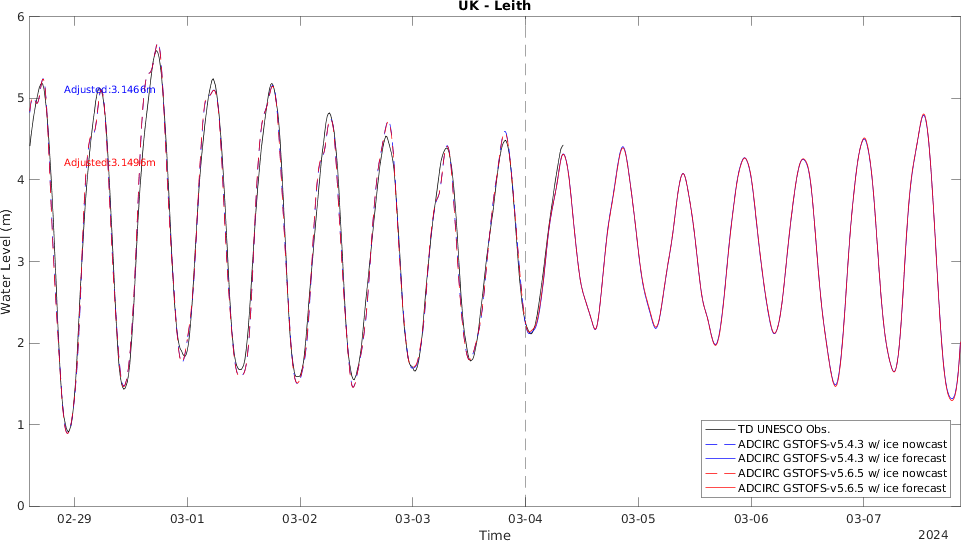 UK - Leith
6
5
4
3
2
1
0
Water Level (m)
Adjusted:3.1466m
Adjusted:3.1496m
TD UNESCO Obs.
ADCIRC GSTOFS-v5.4.3 w/ ice nowcast
ADCIRC GSTOFS-v5.4.3 w/ ice forecast
ADCIRC GSTOFS-v5.6.5 w/ ice nowcast
ADCIRC GSTOFS-v5.6.5 w/ ice forecast
02-29 03-01 03-02 03-03 03-04 03-05 03-06 03-07
Time
2024